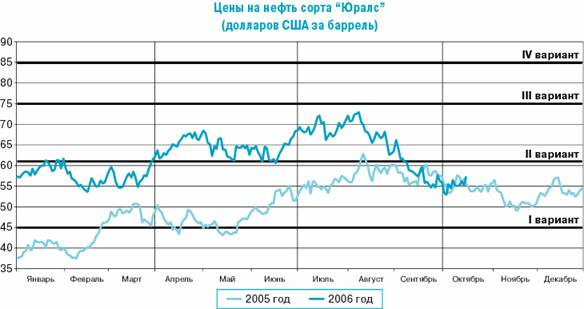 Цены на нефть сорта “Юралс”
(долларов США за баррель)
90
85
80
75
70
65
60
55
50
45
40
35
IV вариант
III вариант
II вариант
I вариант
Январь Февраль Март Апрель Май Июнь Июль Август Сентябрь Октябрь Ноябрь Декабрь
2005 год 2006 год